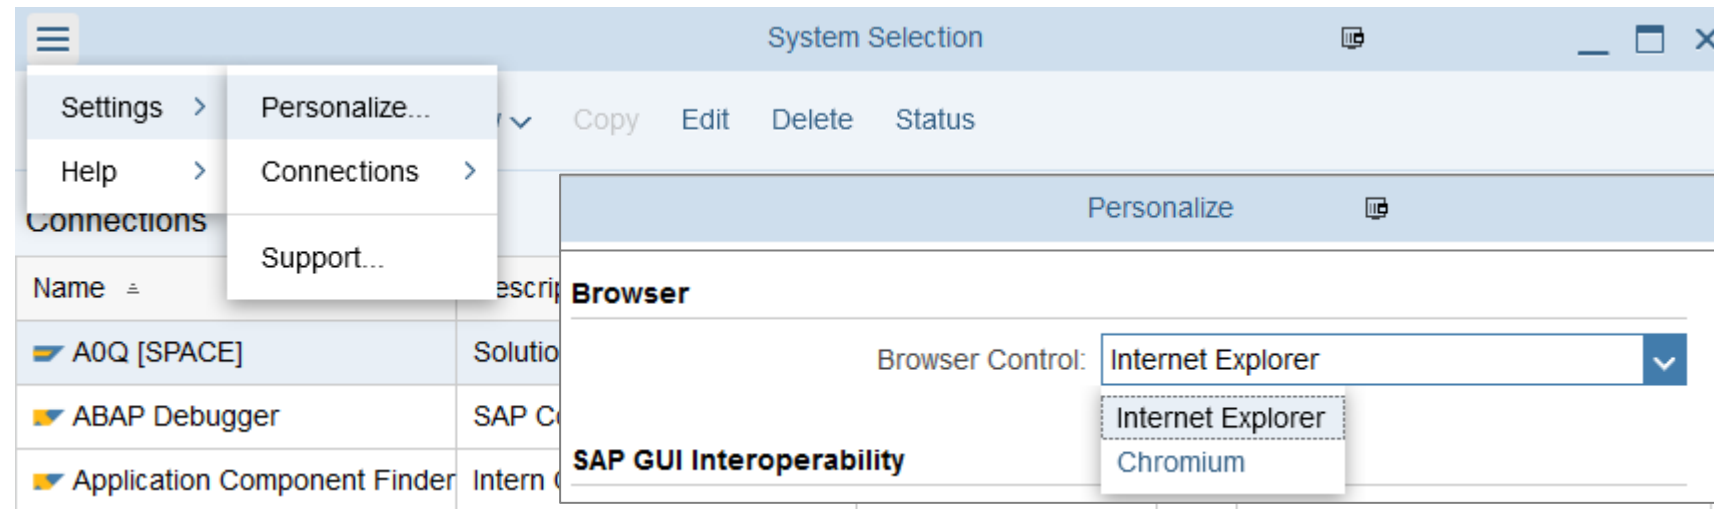 System Selection
Settings
Personalize...
Copy Edit Delete Status
Help
Connections
Personalize
Connections
Support...
Name
Browser
A0Q [SPACE]
Browser Control: Internet Explorer
ABAP Debugger
SAP
Internet Explorer
SAP GUI Interoperability
Chromium
Application Component Finder
Intern